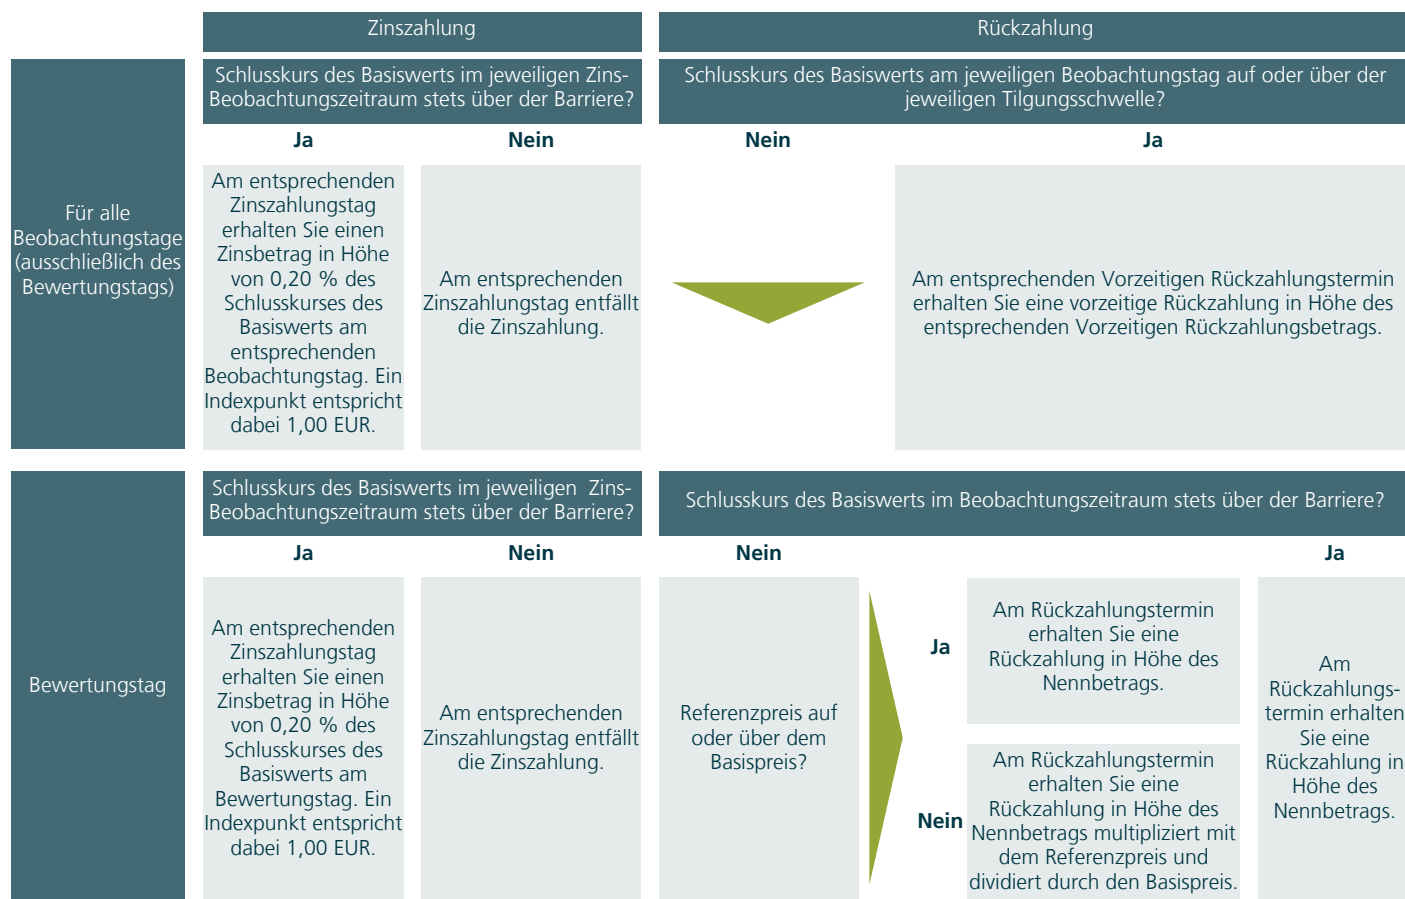 Zinszahlung
Rückzahlung
Für alle
Beobachtungstage
(ausschließlich des
Bewertungstags)
Schlusskurs des Basiswerts im jeweiligen Zins-
Beobachtungszeitraum stets über der Barriere?
Schlusskurs des Basiswerts am jeweiligen Beobachtungstag auf oder über der
jeweiligen Tilgungsschwelle?
Ja
Nein
Nein
Ja
Am entsprechenden
Zinszahlungstag
erhalten Sie einen
Zinsbetrag in Höhe
von 0,20 % des
Schlusskurses des
Basiswerts am
entsprechenden
Beobachtungstag. Ein
Indexpunkt entspricht
dabei 1,00 EUR.
Am entsprechenden
Zinszahlungstag entfällt
die Zinszahlung.
Am entsprechenden Vorzeitigen Rückzahlungstermin
erhalten Sie eine vorzeitige Rückzahlung in Höhe des
entsprechenden Vorzeitigen Rückzahlungsbetrags.
Bewertungstag
Schlusskurs des Basiswerts im jeweiligen  Zins-
Beobachtungszeitraum stets über der Barriere?
Schlusskurs des Basiswerts im Beobachtungszeitraum stets über der Barriere?
Ja
Nein
Nein
Ja
Am entsprechenden
Zinszahlungstag
erhalten Sie einen
Zinsbetrag in Höhe
von 0,20 % des
Schlusskurses des
Basiswerts am
Bewertungstag. Ein
Indexpunkt entspricht
dabei 1,00 EUR.
Am entsprechenden
Zinszahlungstag entfällt
die Zinszahlung.
Referenzpreis auf
oder über dem
Basispreis?
Ja
Am Rückzahlungstermin
erhalten Sie eine
Rückzahlung in Höhe des
Nennbetrags.
Nein
Am Rückzahlungstermin
erhalten Sie eine
Rückzahlung in Höhe des
Nennbetrags multipliziert mit
dem Referenzpreis und
dividiert durch den Basispreis.
Am
Rückzahlungs-
termin erhalten
Sie eine
Rückzahlung in
Höhe des
Nennbetrags.